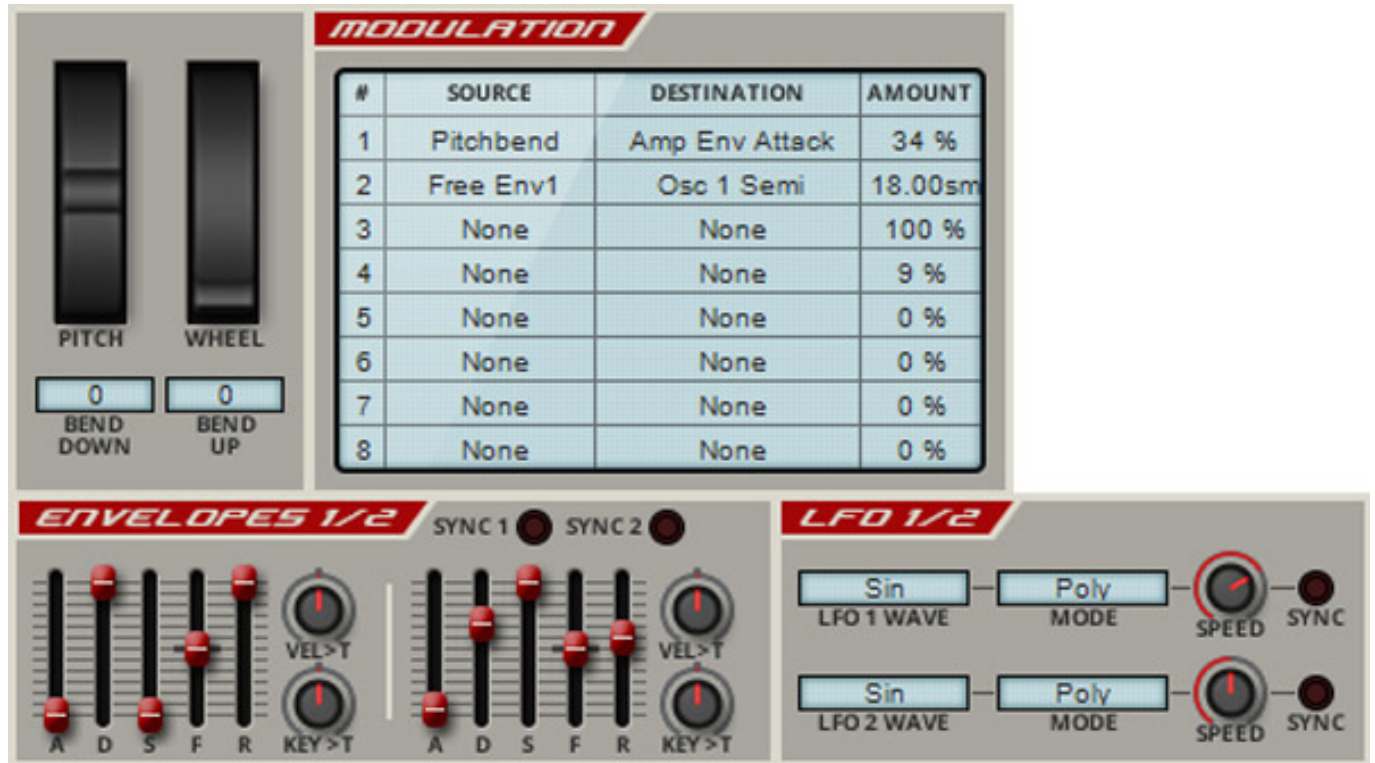 MODULATION
# SOURCE DESTINATION AMOUNT
1 Pitchbend Amp Env Attack 34 %
2 Free Env1 Osc 1 Semi 18.00sm
3 None None 100 %
4 None None 9 %
5 None None 0 %
6 None None 0 %
7 None None 0 %
8 None None 0 %
PITCH WHEEL
0 0
BEND DOWN BEND UP
ENVELOPES 1/2 SYNC 1 SYNC 2
VEL>T VEL>T
A D S F R KEY>T A D S F R KEY>T
LFO 1/2
Sin Poly
LFO 1 WAVE MODE SPEED SYNC
Sin Poly
LFO 2 WAVE MODE SPEED SYNC